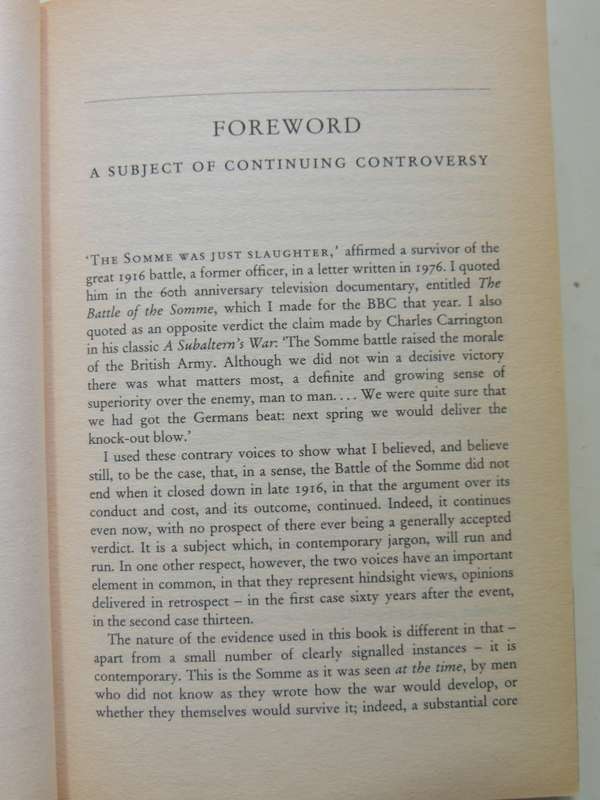 FOREWORD
A SUBJECT OF CONTINUING CONTROVERSY
‘THE SOMME WAS JUST SLAUGHTER,’ affirmed a survivor of the
great 1916 battle, a former officer, in a letter written in 1976. I quoted
him in the 60th anniversary television documentary, entitled The
Battle of the Somme, which I made for the BBC that year. I also
quoted as an opposite verdict the claim made by Charles Carrington
in his classic A Subaltern's War: ‘The Somme battle raised the morale
of the British Army. Although we did not win a decisive victory
there was what matters most, a definite and growing sense of
superiority over the enemy, man to man. . . . We were quite sure that
we had got the Germans beat: next spring we would deliver the
knock-out blow.’
I used these contrary voices to show what I believed, and believe
still, to be the case, that, in a sense, the Battle of the Somme did not
end when it closed down in late 1916, in that the argument over its
conduct and cost, and its outcome, continued. Indeed, it continues
even now, with no prospect of there ever being a generally accepted
verdict. It is a subject which, in contemporary jargon, will run and
run. In one other respect, however, the two voices have an important
element in common, in that they represent hindsight views, opinions
delivered in retrospect – in the first case sixty years after the event,
in the second case thirteen.
The nature of the evidence used in this book is different in that –
apart from a small number of clearly signalled instances – it is
contemporary. This is the Somme as it was seen at the time, by men
who did not know as they wrote how the war would develop, or
whether they themselves would survive it; indeed, a substantial core